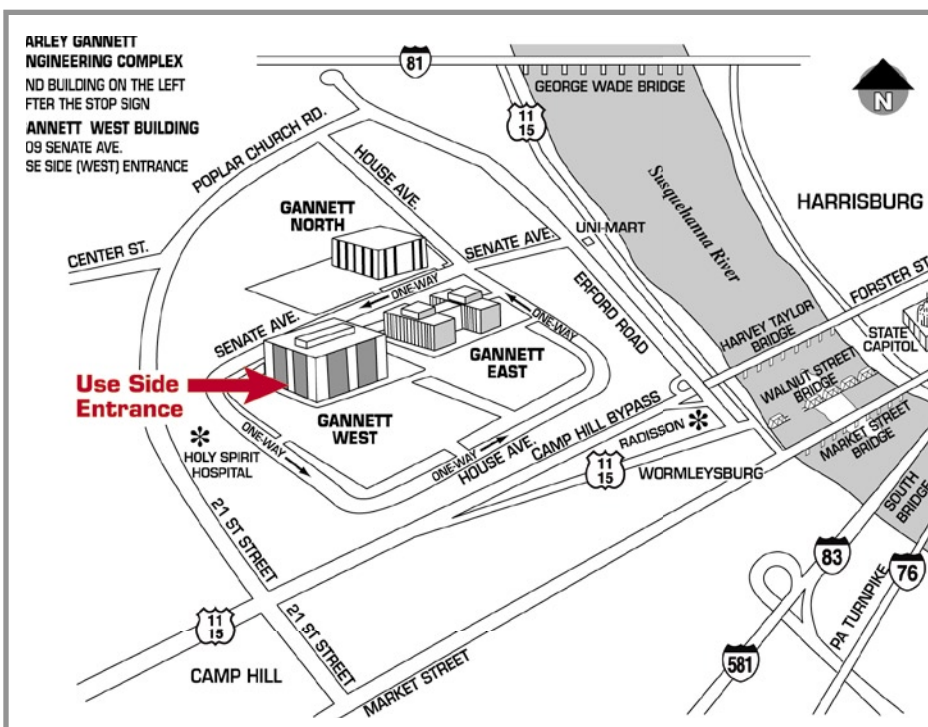 ARLEY GANNETT
NGINEERING COMPLEX
ND BUILDING ON THE LEFT
FTER THE STOP SIGN
ANNETT WEST BUILDING
09 SENATE AVE.
SE SIDE (WEST) ENTRANCE
81
GEORGE WADE BRIDGE
N
11
15
POPLAR CHURCH RD.
HOUSE AVE.
Susquehanna River
HARRISBURG
GANNETT
NORTH
UNI-MART
SENATE AVE.
CENTER ST.
ONE-WAY
ERFORD ROAD
FORSTER ST
HARVEY TAYLOR
BRIDGE
STATE
CAPITOL
SENATE AVE.
ONE-WAY
GANNETT
EAST
WALNUT STREET
BRIDGE
Use Side
Entrance
GANNETT
WEST
CAMP HILL BYPASS
RADISSON
MARKET STREET
BRIDGE
HOLY SPIRIT
HOSPITAL
ONE-WAY
ONE-WAY
HOUSE AVE.
11
15
WORMLEYSBURG
SOUTH
BRIDGE
21 ST STREET
83
76
PA TURNPIKE
11
15
21 ST STREET
581
CAMP HILL
MARKET STREET